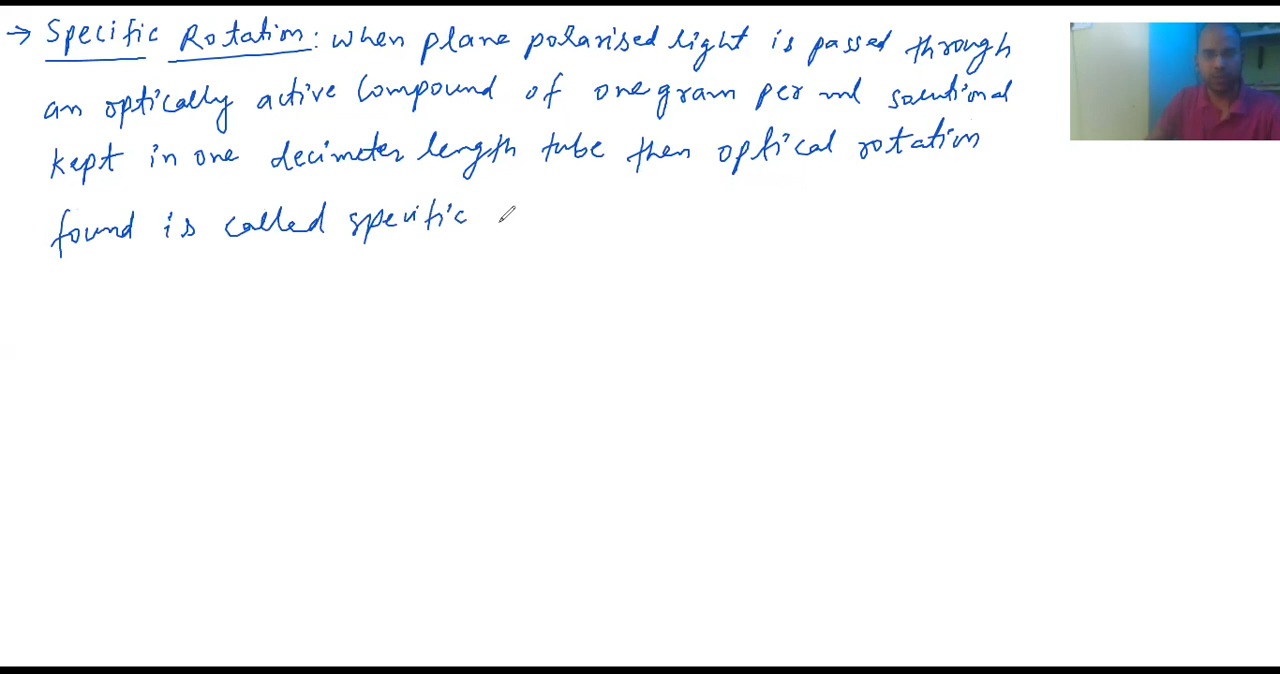 → Specific Rotation: when plane polarised light is passed through
an optically active compound of one gram per ml solutional
kept in one decimeter length tube then optical rotation
found is called specific